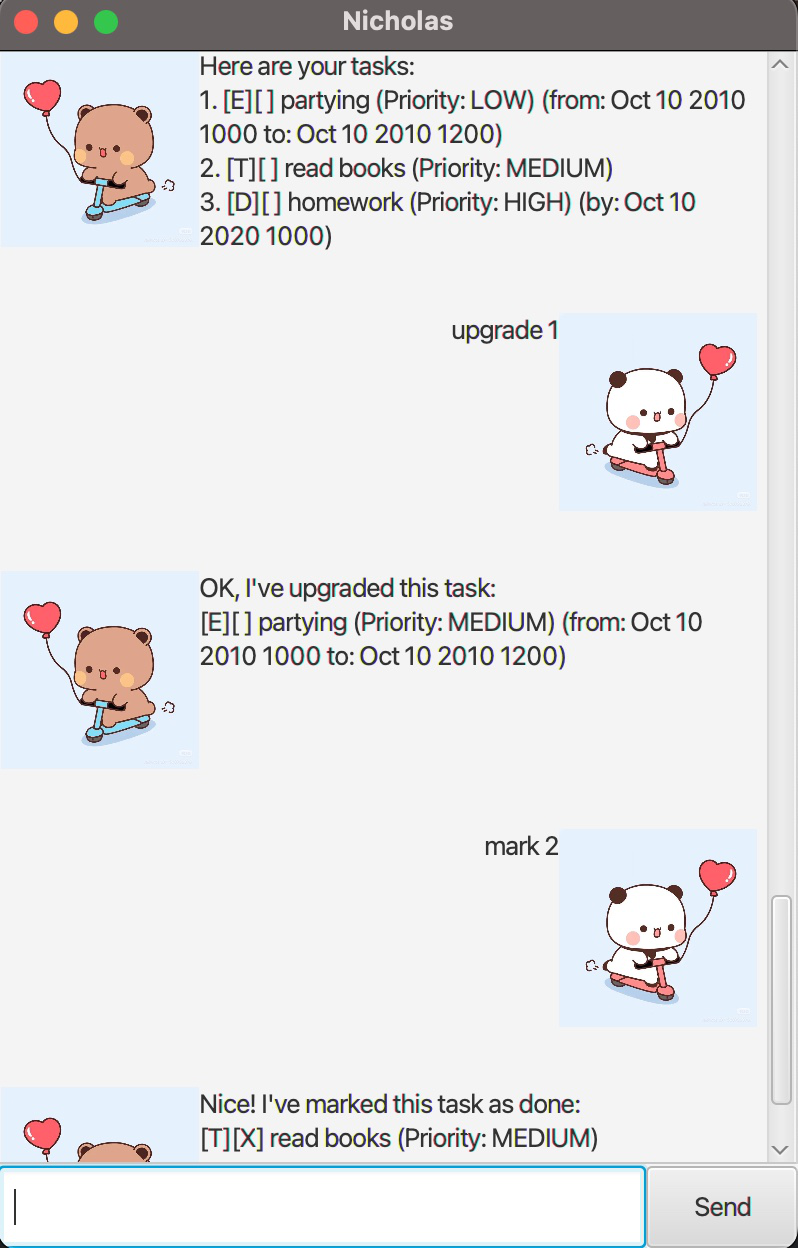 Nicholas
Here are your tasks:
1. [E][ ] partying (Priority: LOW) (from: Oct 10 2010
1000 to: Oct 10 2010 1200)
2. [T][ ] read books (Priority: MEDIUM)
3. [D][ ] homework (Priority: HIGH) (by: Oct 10
2020 1000)
upgrade 1
OK, I've upgraded this task:
[E][ ] partying (Priority: MEDIUM) (from: Oct 10
2010 1000 to: Oct 10 2010 1200)
mark 2
Nice! I've marked this task as done:
[T][X] read books (Priority: MEDIUM)
Send